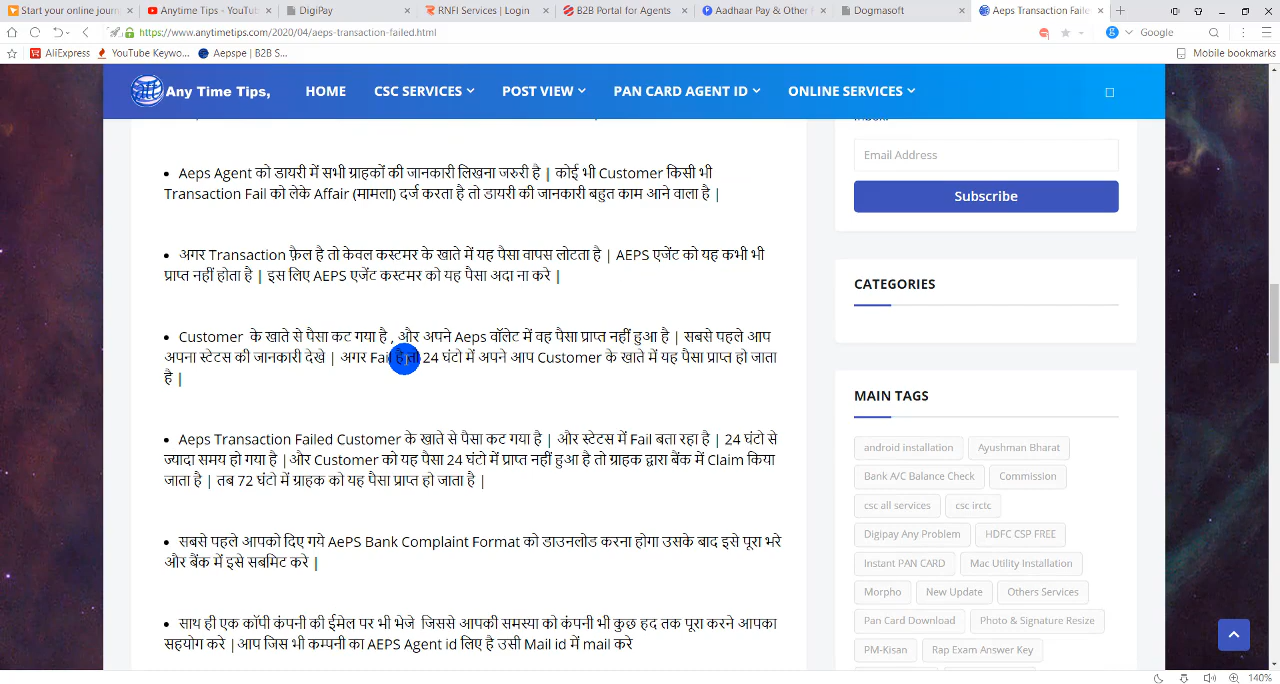 Start your online journ
Anytime Tips - YouTub
DigiPay
RNFI Services | Login
B2B Portal for Agents
Aadhaar Pay & Other
Dogmasoft
Aeps Transaction Faile
https://www.anytimetips.com/2020/04/aeps-transaction-failed.html
Google
AliExpress
YouTube Keywo...
Aepspe | B2B S...
Mobile bookmarks
Any Time Tips,
HOME
CSC SERVICES
POST VIEW
PAN CARD AGENT ID
ONLINE SERVICES
• Aeps Agent को डायरी में सभी ग्राहकों की जानकारी लिखना जरुरी है | कोई भी Customer किसी भी
Transaction Fail को लेके Affair (मामला) दर्ज करता है तो डायरी की जानकारी बहुत काम आने वाला है |
• अगर Transaction फ़ैल है तो केवल कस्टमर के खाते में यह पैसा वापस लोटता है | AEPS एजेंट को यह कभी भी
प्राप्त नहीं होता है | इस लिए AEPS एजेंट कस्टमर को यह पैसा अदा ना करे |
• Customer के खाते से पैसा कट गया है , और अपने Aeps वॉलेट में वह पैसा प्राप्त नहीं हुआ है | सबसे पहले आप
अपना स्टेटस की जानकारी देखे | अगर Fail है तो 24 घंटो में अपने आप Customer के खाते में यह पैसा प्राप्त हो जाता
है |
• Aeps Transaction Failed Customer के खाते से पैसा कट गया है | और स्टेटस में Fail बता रहा है | 24 घंटो से
ज्यादा समय हो गया है |और Customer को यह पैसा 24 घंटो में प्राप्त नहीं हुआ है तो ग्राहक द्वारा बैंक में Claim किया
जाता है | तब 72 घंटो में ग्राहक को यह पैसा प्राप्त हो जाता है |
• सबसे पहले आपको दिए गये AePS Bank Complaint Format को डाउनलोड करना होगा उसके बाद इसे पूरा भरे
और बैंक में इसे सबमिट करे |
• साथ ही एक कॉपी कंपनी की ईमेल पर भी भेजे जिससे आपकी समस्या को कंपनी भी कुछ हद तक पूरा करने आपका
सहयोग करे |आप जिस भी कम्पनी का AEPS Agent id लिए है उसी Mail id में mail करे
Email Address
Subscribe
CATEGORIES
MAIN TAGS
android installation
Ayushman Bharat
Bank A/C Balance Check
Commission
csc all services
csc irctc
Digipay Any Problem
HDFC CSP FREE
Instant PAN CARD
Mac Utility Installation
Morpho
New Update
Others Services
Pan Card Download
Photo & Signature Resize
PM-Kisan
Rap Exam Answer Key
140%